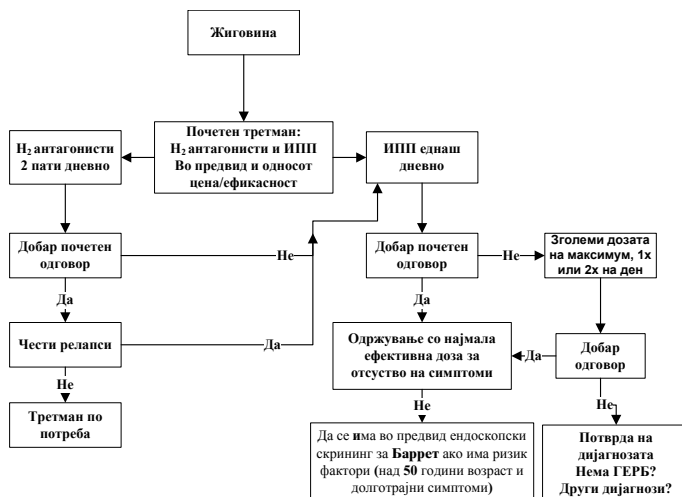 Жиговина
Почетен третман:
H2 антагонисти и ИПП
Во предвид и односот
цена/ефикасност
H2 антагонисти
2 пати дневно
ИПП еднаш
дневно
Добар почетен
одговор
Не
Добар почетен
одговор
Не
Зголеми дозата
на максимум, 1x
или 2x на ден
Да
Да
Чести релапси
Да
Одржување со најмала
ефективна доза за
отсуство на симптоми
Да
Добар
одговор
Не
Не
Не
Третман по
потреба
Да се има во предвид ендоскопски
скрининг за Баррет ако има ризик
фактори (над 50 години возраст и
долготрајни симптоми)
Потврда на
дијагнозата
Нема ГЕРБ?
Други дијагнози?